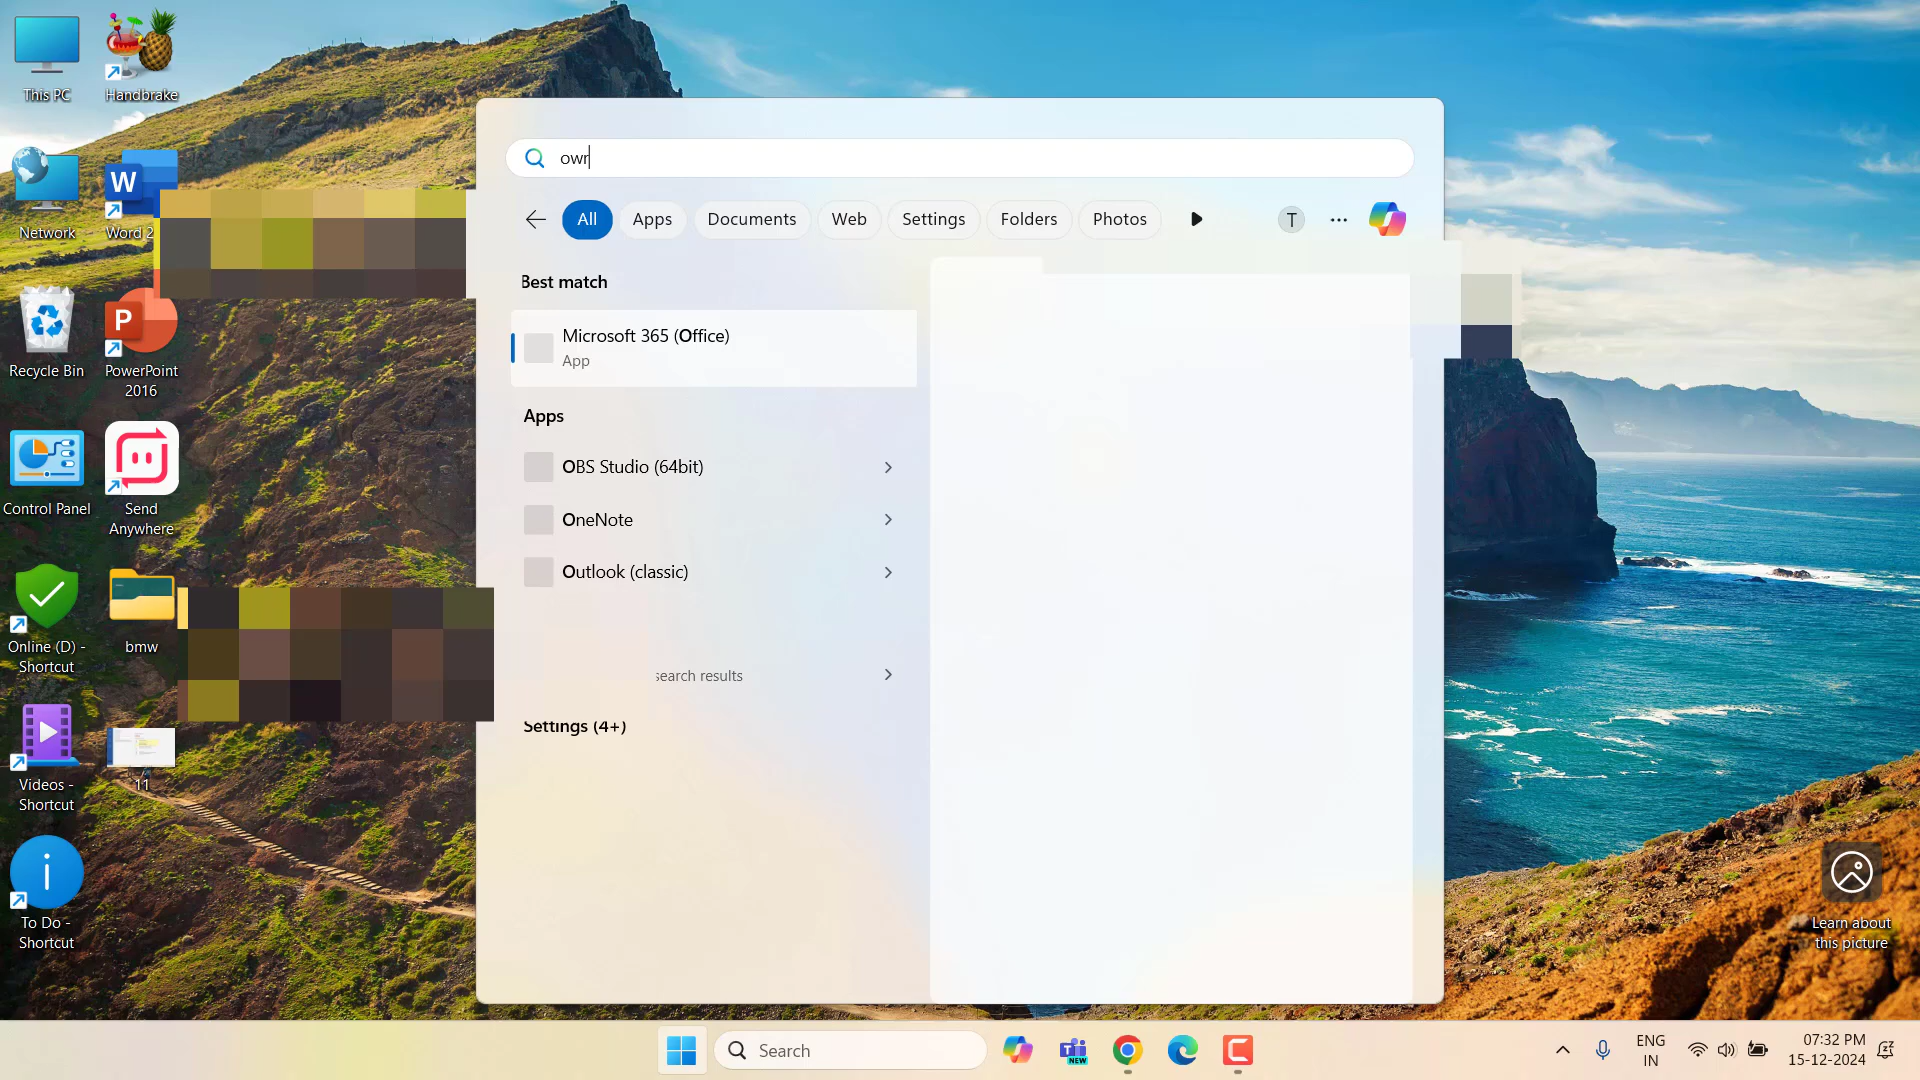 This PC
Handbrake
Network
Word 2
Recycle Bin
PowerPoint
2016
Control Panel
Send
Anywhere
Online (D) -
Shortcut
bmw
Videos -
Shortcut
11
To Do -
Shortcut
owr
All
Apps
Documents
Web
Settings
Folders
Photos
T
Best match
Microsoft 365 (Office)
App
Apps
OBS Studio (64bit)
OneNote
Outlook (classic)
search results
Settings (4+)
Learn about
this picture
Search
NEW
ENG
IN
07:32 PM
15-12-2024